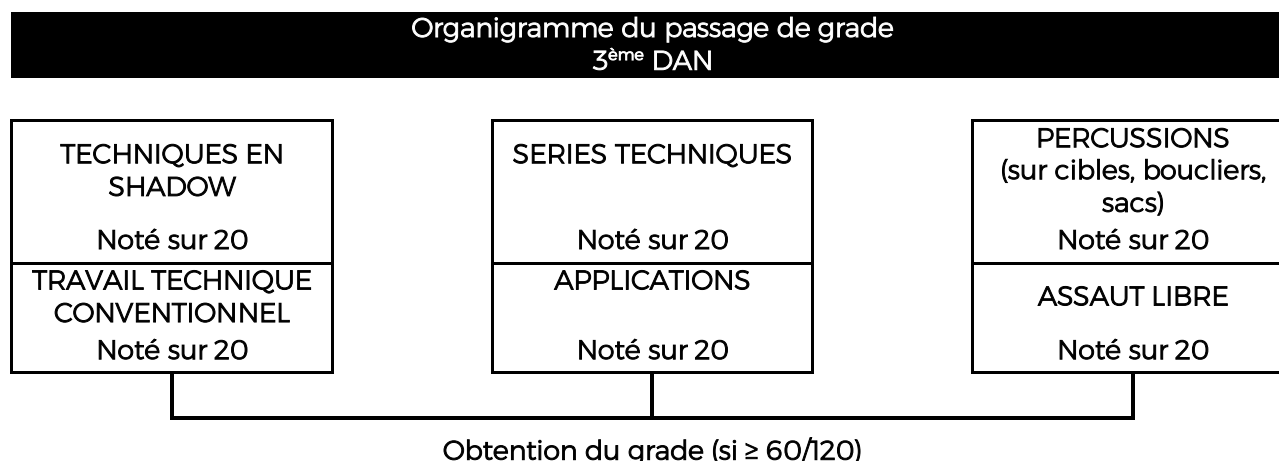 Organigramme du passage de grade
3ème DAN
TECHNIQUES EN
SHADOW
Noté sur 20
TRAVAIL TECHNIQUE
CONVENTIONNEL
Noté sur 20
SERIES TECHNIQUES
Noté sur 20
APPLICATIONS
Noté sur 20
PERCUSSIONS
(sur cibles, boucliers,
sacs)
Noté sur 20
ASSAUT LIBRE
Noté sur 20
Obtention du grade (si ≥ 60/120)